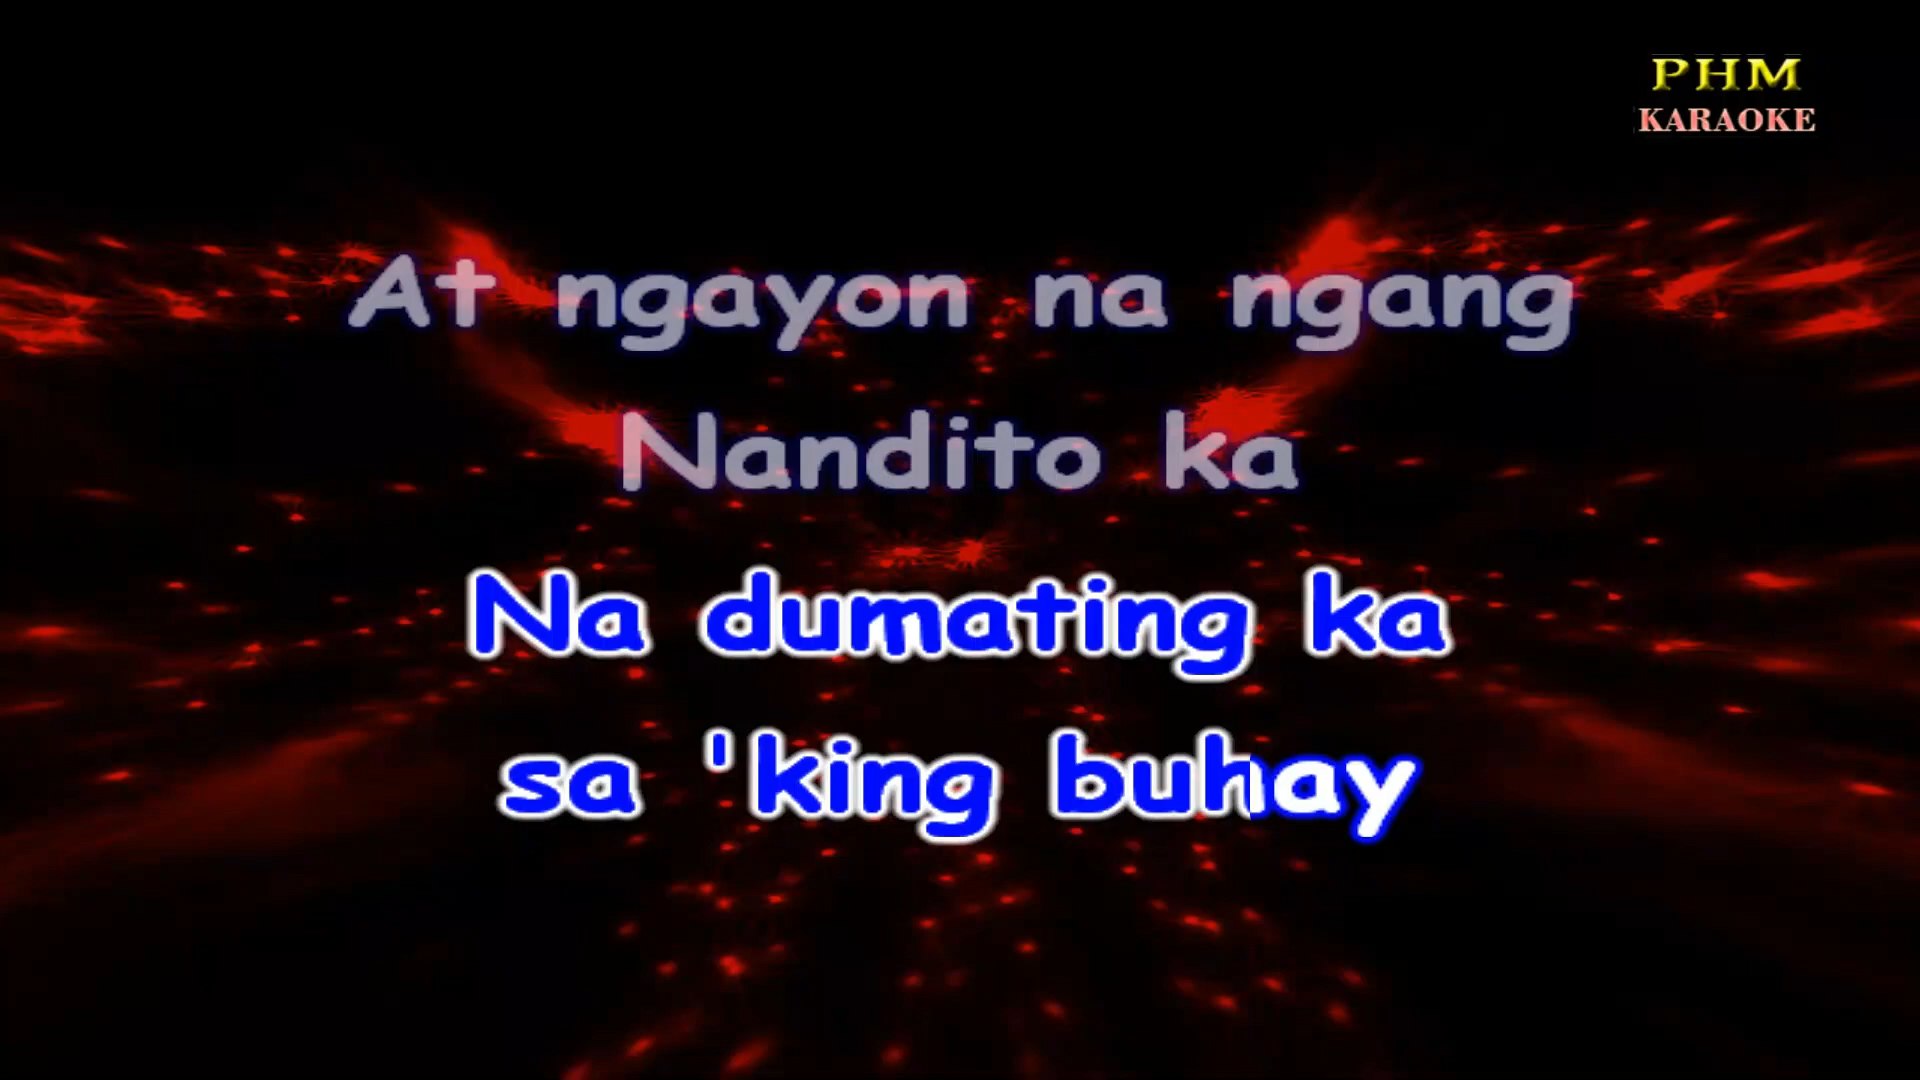 PHM
KARAOKE
At ngayon na ngang
Nandito ka
Na dumating ka
sa 'king buhay